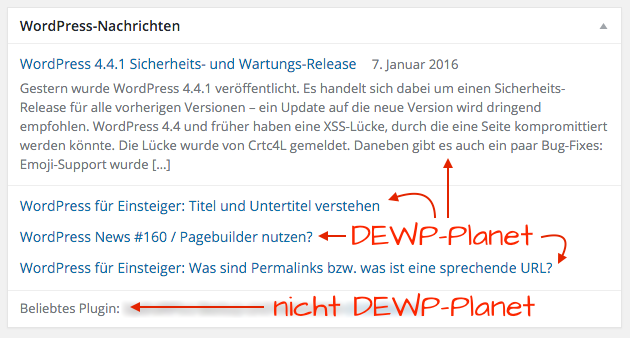 WordPress-Nachrichten
WordPress 4.4.1 Sicherheits- und Wartungs-Release 7. Januar 2016
Gestern wurde WordPress 4.4.1 veröffentlicht. Es handelt sich dabei um einen Sicherheits-
Release für alle vorherigen Versionen – ein Update auf die neue Version wird dringend
empfohlen. WordPress 4.4 und früher haben eine XSS-Lücke, durch die eine Seite kompromittiert
werden könnte. Die Lücke wurde von Crtc4L gemeldet. Daneben gibt es auch ein paar Bug-Fixes:
Emoji-Support wurde [...]
WordPress für Einsteiger: Titel und Untertitel verstehen
WordPress News #160 / Pagebuilder nutzen? DEWP-Planet
WordPress für Einsteiger: Was sind Permalinks bzw. was ist eine sprechende URL?
Beliebtes Plugin: nicht DEWP-Planet